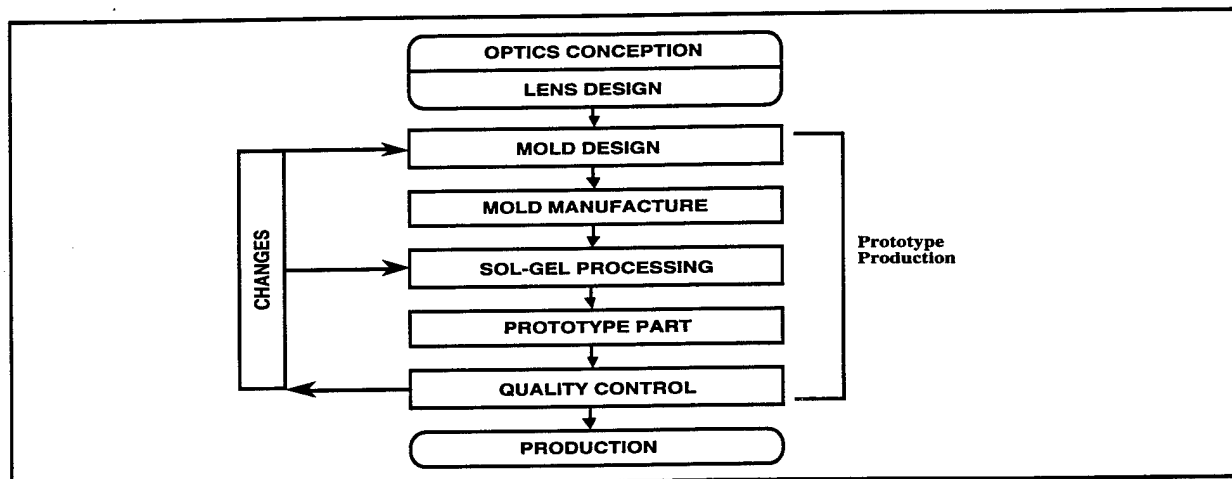 OPTICS CONCEPTION
LENS DESIGN
MOLD DESIGN
MOLD MANUFACTURE
SOL-GEL PROCESSING
PROTOTYPE PART
QUALITY CONTROL
PRODUCTION
CHANGES
Prototype
Production